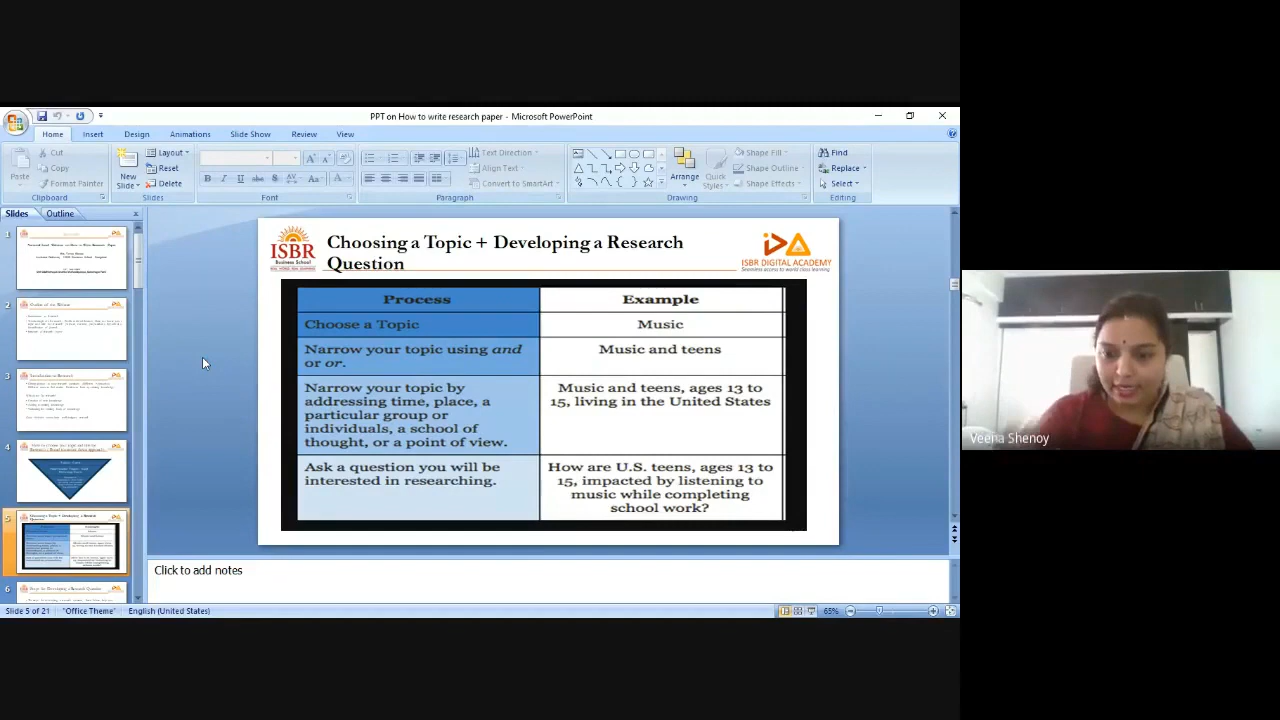 PPT on How to write research paper - Microsoft PowerPoint
Home Insert Design Animations Slide Show Review View
Paste Cut Copy Format Painter
Clipboard
New Slide Layout Reset Delete
Slides
Font
Text Direction
Align Text
Convert to SmartArt
Paragraph
Arrange Quick Styles
Shape Fill
Shape Outline
Shape Effects
Drawing
Find
Replace
Select
Editing
Slides Outline
1
2
3
4
5
6
ISBR
Business School
Choosing a Topic + Developing a Research
Question
ISBR DIGITAL ACADEMY
Seamless access to world class learning
Process Example
Choose a Topic Music
Narrow your topic using and
or or.
Music and teens
Narrow your topic by
addressing time, place,
particular group or
individuals, a school of
thought, or a point of view.
Music and teens, ages 13 to
15, living in the United States
Ask a question you will be
interested in researching.
How are U.S. teens, ages 13 to
15, impacted by listening to
music while completing
school work?
Click to add notes
Slide 5 of 21 "Office Theme" English (United States) 65%
Veena Shenoy